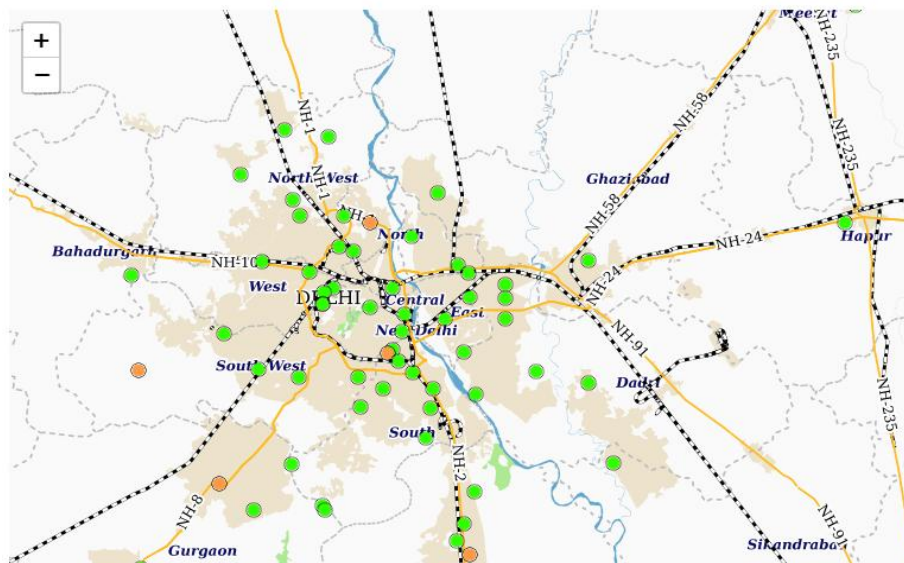 Meerut
+
NH-235
−
NH-58
NH-1
NH-235
North West
NH-1
Ghaziabad
NH-58
North
Hapur
NH-24
Bahadurgarh
NH-10
NH-24
West
DELHI
Central
East
New Delhi
NH-91
South West
Dadri
NH-235
South
NH-2
NH-8
NH-91
Gurgaon
Sikandraba